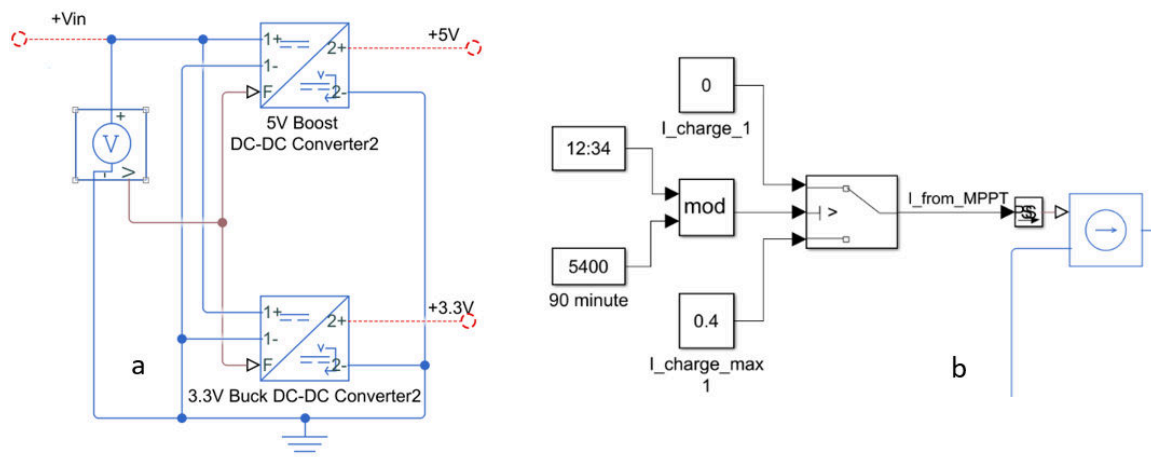 +Vin
1+
1-
F
2+
V
2-
+5V
5V Boost
DC-DC Converter2
+
V
-
V
1+
1-
F
2+
V
2-
+3.3V
3.3V Buck DC-DC Converter2
a
0
I_charge_1
12:34
mod
5400
90 minute
>
I_from_MPPT
0.4
I_charge_max
1
b